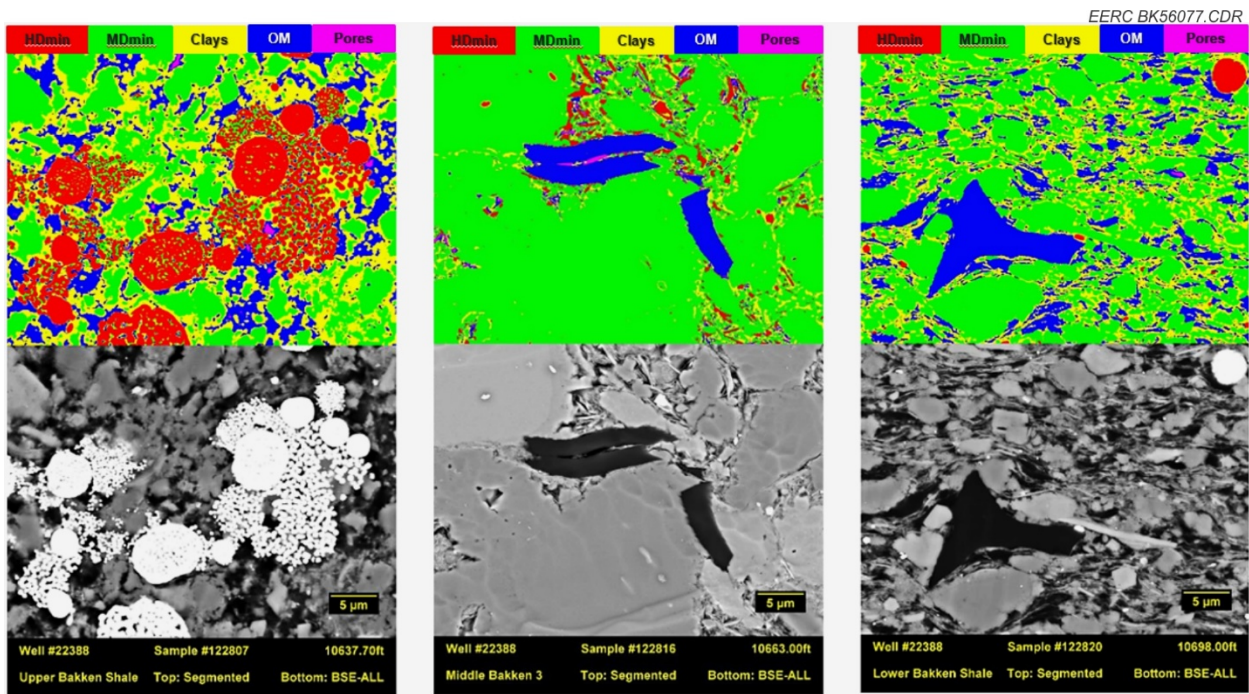 EERC BK56077.CDR
HDmin MDmin Clays OM Pores
HDmin MDmin Clays OM Pores
HDmin MDmin Clays OM Pores
5 µm
5 µm
5 µm
Well #22388 Sample #122807 10637.70ft
Upper Bakken Shale Top: Segmented Bottom: BSE-ALL
Well #22388 Sample #122816 10663.00ft
Middle Bakken 3 Top: Segmented Bottom: BSE-ALL
Well #22388 Sample #122820 10698.00ft
Lower Bakken Shale Top: Segmented Bottom: BSE-ALL